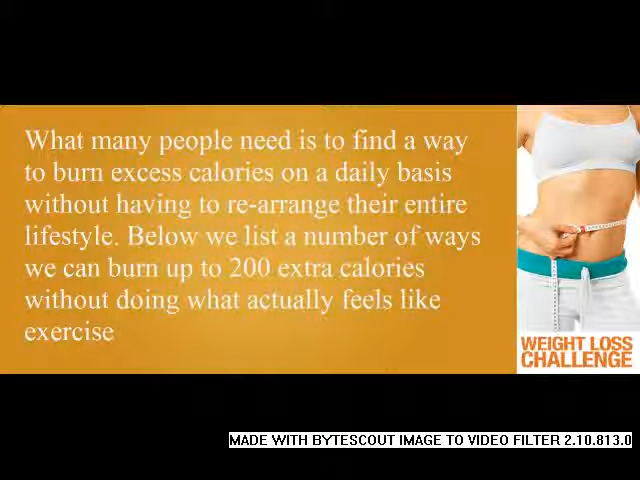 What many people need is to find a way
to burn excess calories on a daily basis
without having to re-arrange their entire
lifestyle. Below we list a number of ways
we can burn up to 200 extra calories
without doing what actually feels like
exercise
WEIGHT LOSS
CHALLENGE
MADE WITH BYTESCOUT IMAGE TO VIDEO FILTER 2.10.813.0